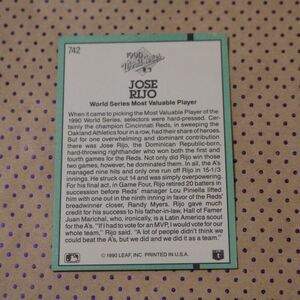 742
1990
World Series
JOSE
RIJO
World Series Most Valuable Player
When it came to picking the Most Valuable Player of the
1990 World Series, selectors were hard-pressed. Cer-
tainly the champion Cincinnati Reds, in sweeping the
Oakland Athletics four in a row, had their share of heroes.
But for one overwhelming and dominant contribution
there was Jose Rijo, the Dominican Republic-born,
hard-throwing righthander who won both the first and
fourth games for the Reds. Not only did Rijo win those
two games, however, he dominated them. In all, the A's
managed nine hits and only one run off Rijo in 15-1/3
innings. He struck out 14 and was simply overpowering.
For his final act, in Game Four, Rijo retired 20 batters in
succession before Reds' manager Lou Piniella lifted
him with one out in the ninth inning in favor of the Reds'
breadwinner closer, Randy Myers. Rijo gave much
credit for his success to his father-in-law, Hall of Famer
Juan Marichal, who, ironically, is a Latin America scout
for the A's. "If I had to vote for an MVP, I would vote for our whole
team," Rijo said. "A lot of people didn't think we
could beat the A's, but we did and we did it as a team."
© 1990 LEAF, INC. PRINTED IN U.S.A.